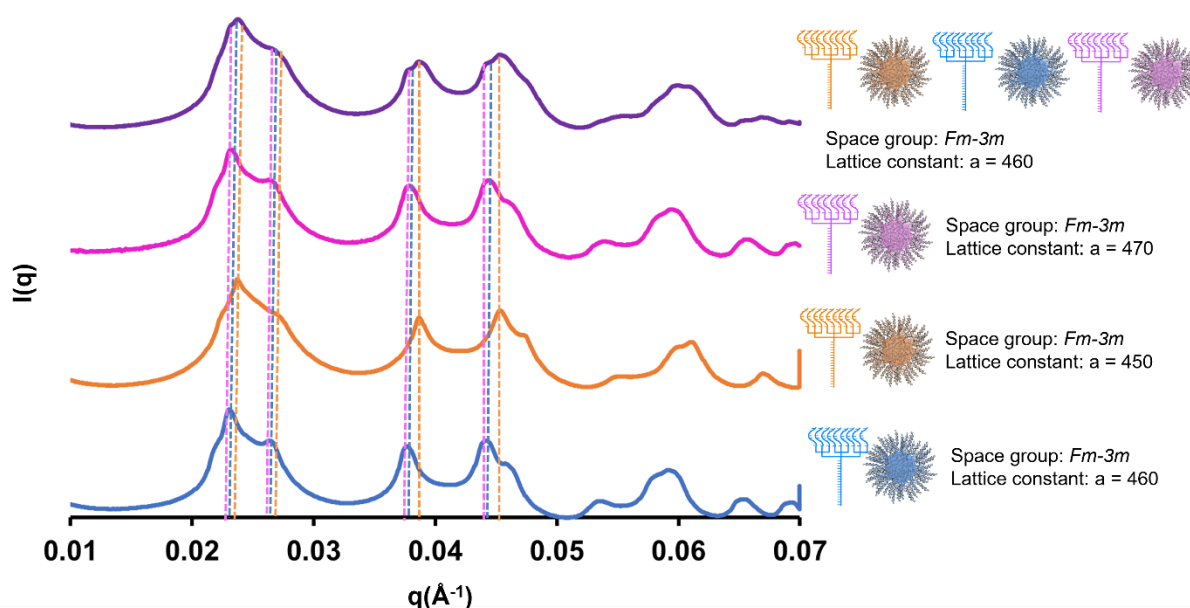 Space group: Fm-3m
Lattice constant: a = 460
Space group: Fm-3m
Lattice constant: a = 470
Space group: Fm-3m
Lattice constant: a = 450
Space group: Fm-3m
Lattice constant: a = 460
I(q)
0.01 0.02 0.03 0.04 0.05 0.06 0.07
q(Å⁻¹)